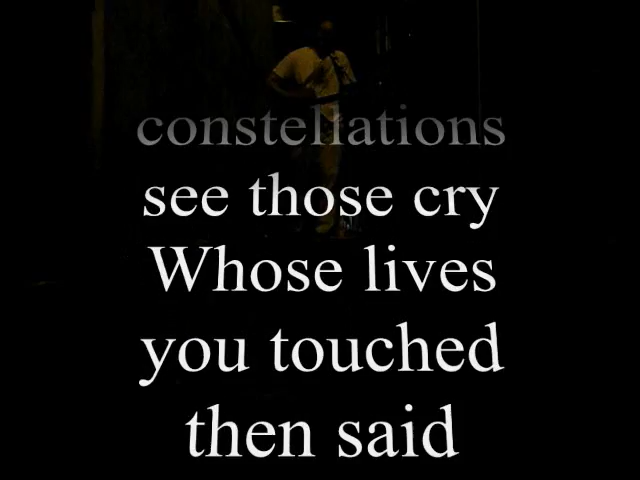 constellations
see those cry
Whose lives
you touched
then said